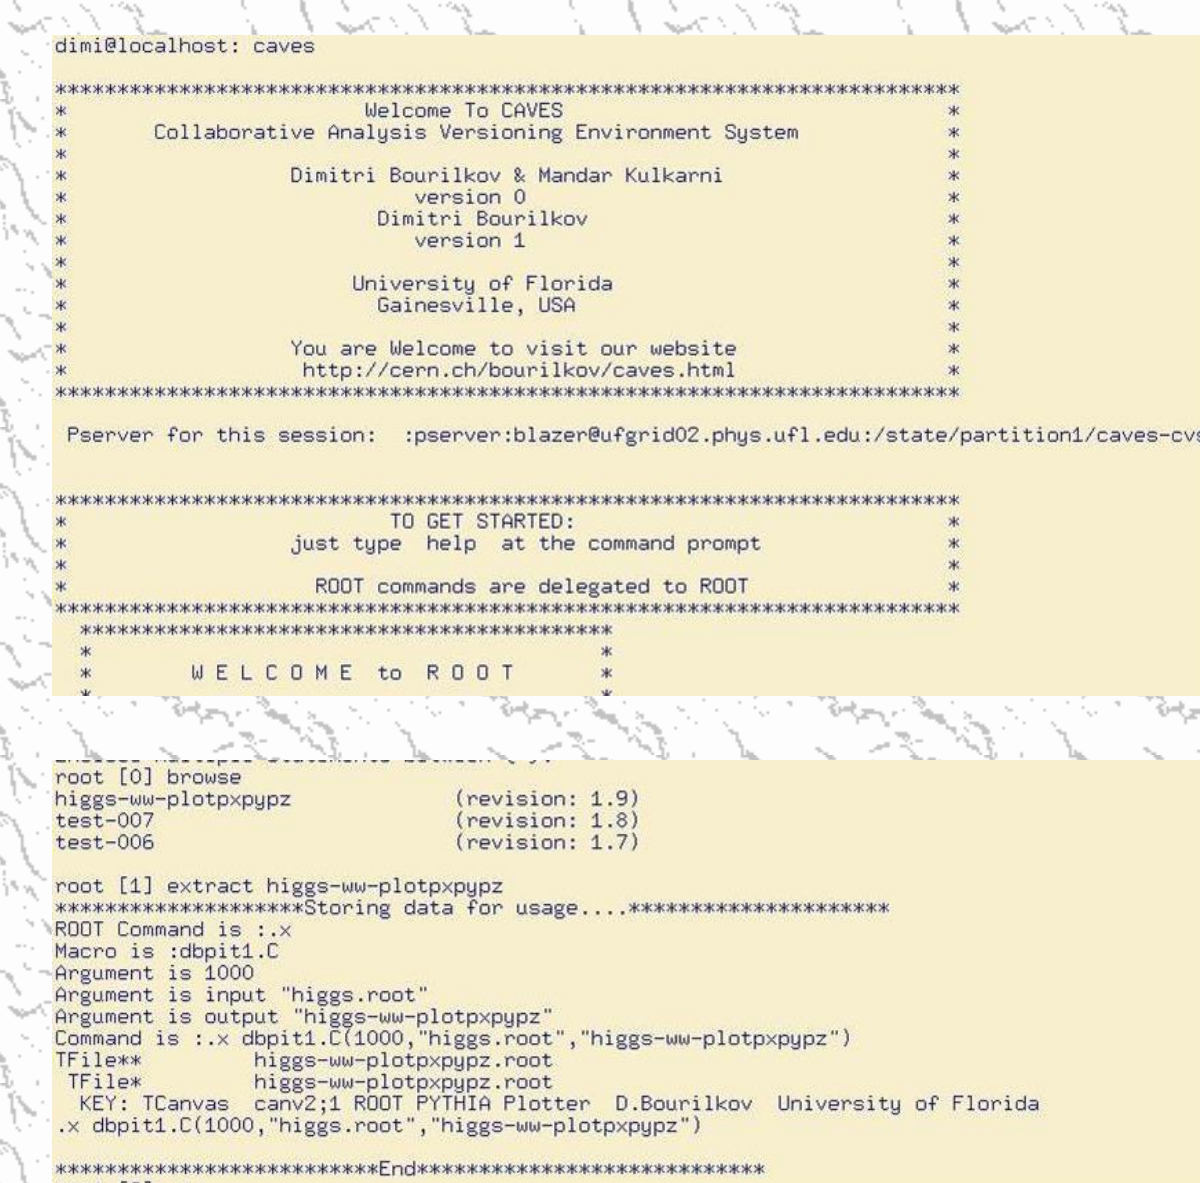 dimi@localhost: caves
*************************************************************************
* Welcome To CAVES *
* Collaborative Analysis Versioning Environment System *
* *
* Dimitri Bourilkov & Mandar Kulkarni *
* version 0 *
* Dimitri Bourilkov *
* version 1 *
* *
* University of Florida *
* Gainesville, USA *
* *
* You are Welcome to visit our website *
* http://cern.ch/bourilkov/caves.html *
*************************************************************************
Pserver for this session: :pserver:blazer@ufgrid02.phys.ufl.edu:/state/partition1/caves-cvs
*************************************************************************
* TO GET STARTED: *
* just type help at the command prompt *
* *
* ROOT commands are delegated to ROOT *
*************************************************************************
*******************************************
* *
* W E L C O M E to R O O T *
* *
root [0] browse
higgs-ww-plotpxpypz (revision: 1.9)
test-007 (revision: 1.8)
test-006 (revision: 1.7)
root [1] extract higgs-ww-plotpxpypz
********************Storing data for usage....*********************
ROOT Command is :.x
Macro is :dbpit1.C
Argument is 1000
Argument is input "higgs.root"
Argument is output "higgs-ww-plotpxpypz"
Command is :.x dbpit1.C(1000,"higgs.root","higgs-ww-plotpxpypz")
TFile** higgs-ww-plotpxpypz.root
TFile* higgs-ww-plotpxpypz.root
KEY: TCanvas canv2;1 ROOT PYTHIA Plotter D.Bourilkov University of Florida
.x dbpit1.C(1000,"higgs.root","higgs-ww-plotpxpypz")
**************************End****************************